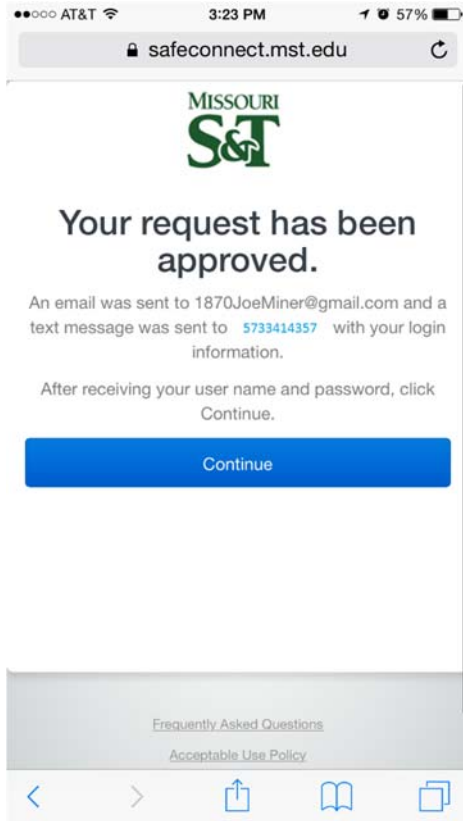 AT&T 3:23 PM 57%
safeconnect.mst.edu
MISSOURI
S&T
Your request has been
approved.
An email was sent to 1870JoeMiner@gmail.com and a
text message was sent to 5733414357 with your login
information.
After receiving your user name and password, click
Continue.
Continue
Frequently Asked Questions
Acceptable Use Policy